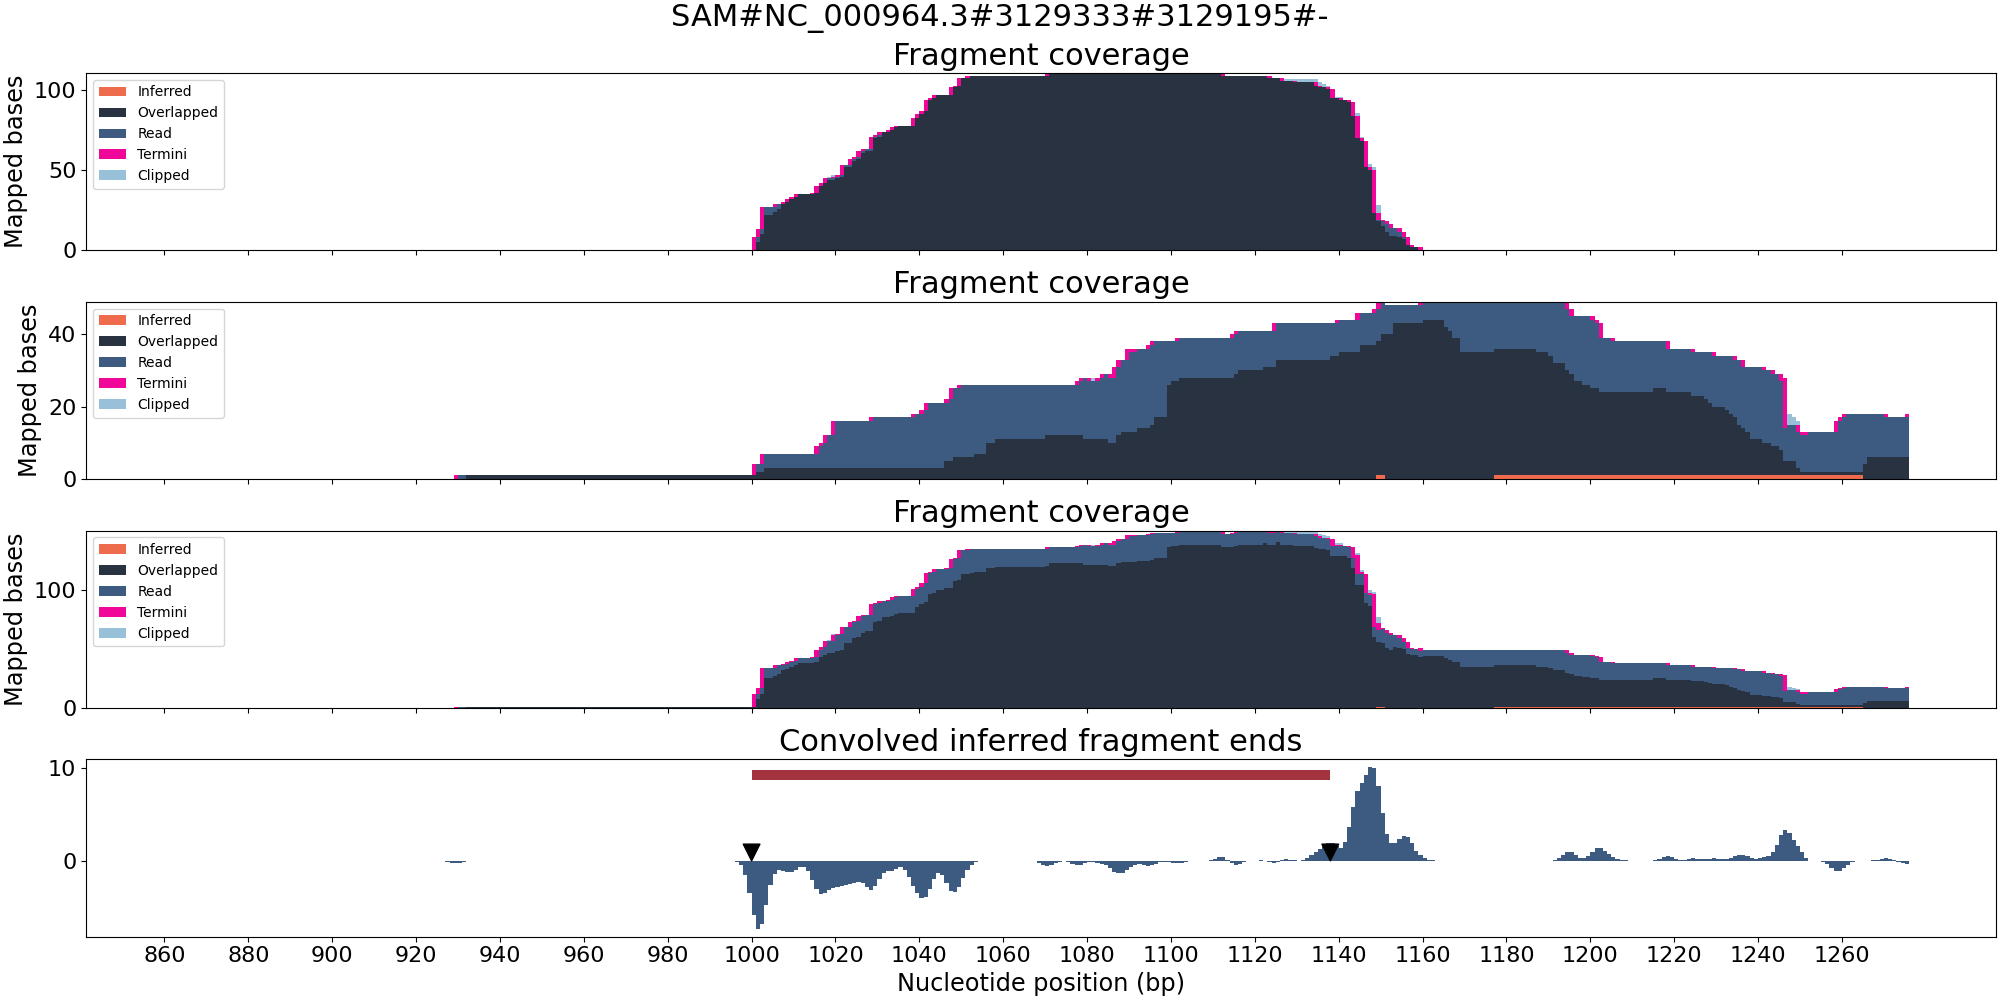 SAM#NC_000964.3#3129333#3129195#-
Fragment coverage
Mapped bases
100
50
0
Inferred
Overlapped
Read
Termini
Clipped
Fragment coverage
Mapped bases
40
20
0
Inferred
Overlapped
Read
Termini
Clipped
Fragment coverage
Mapped bases
100
0
Inferred
Overlapped
Read
Termini
Clipped
Convolved inferred fragment ends
10
0
860 880 900 920 940 960 980 1000 1020 1040 1060 1080 1100 1120 1140 1160 1180 1200 1220 1240 1260
Nucleotide position (bp)